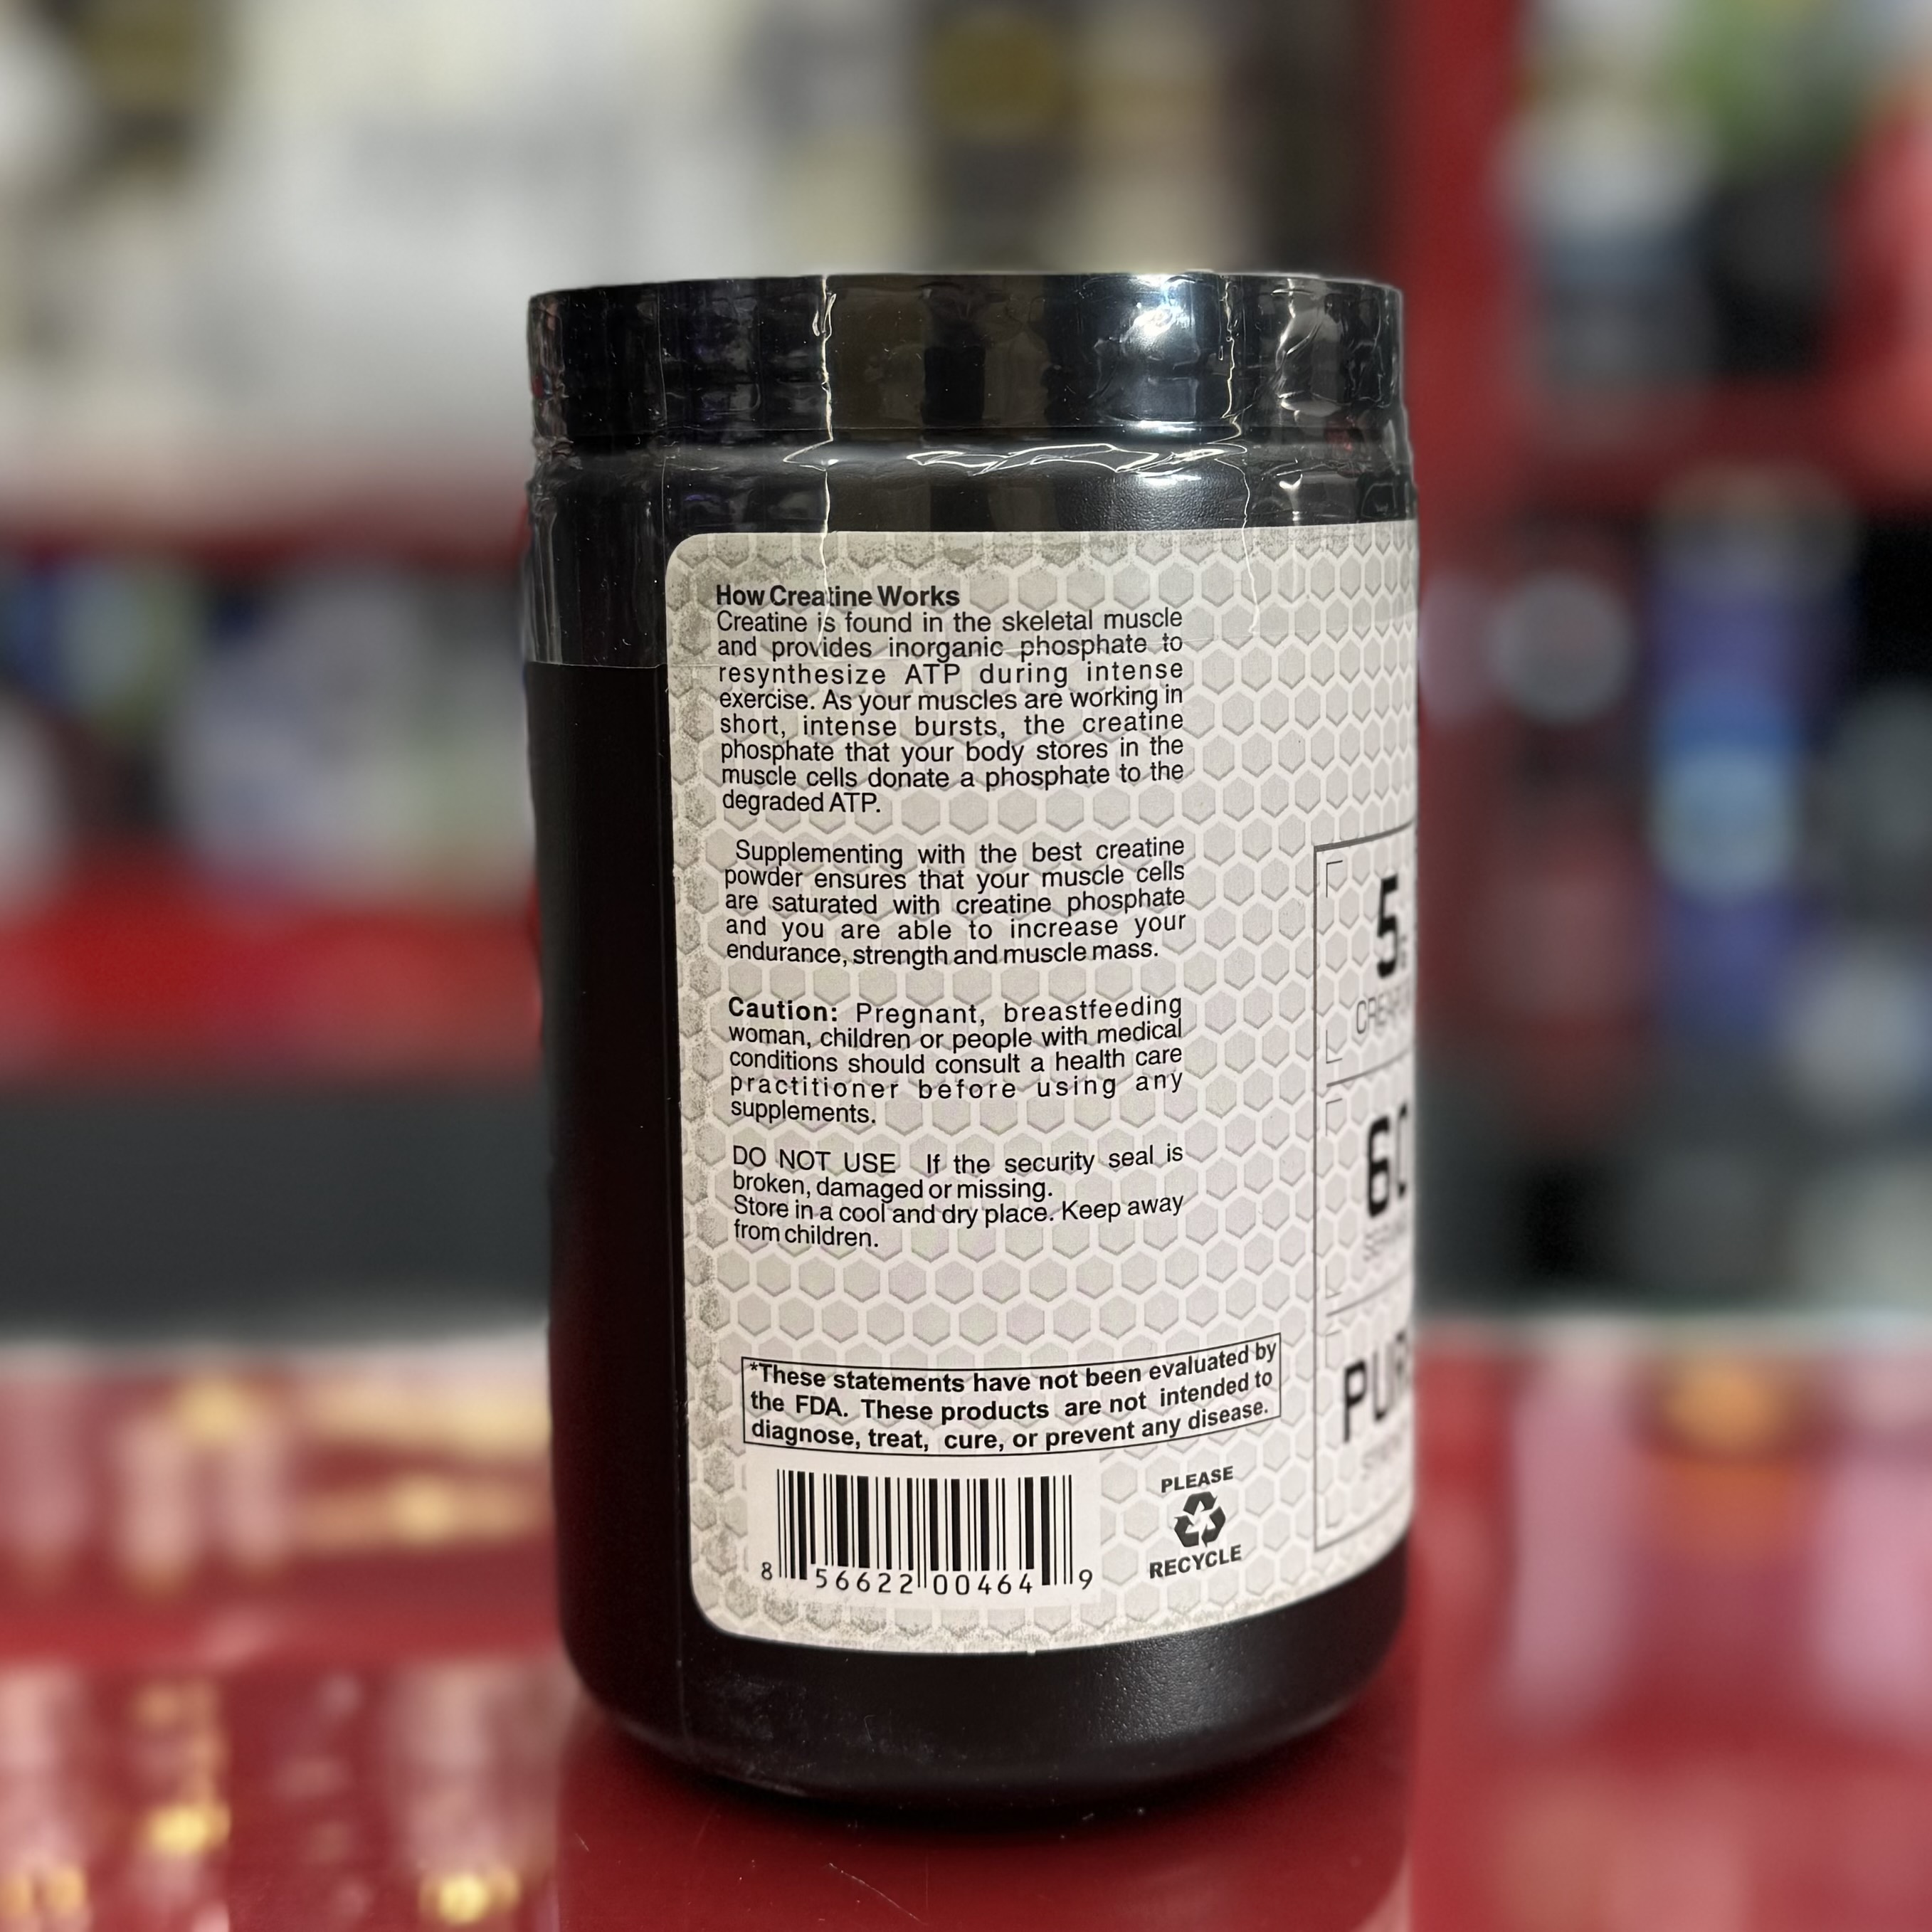 How Creatine Works
Creatine is found in the skeletal muscle
and provides inorganic phosphate to
resynthesize ATP during intense
exercise. As your muscles are working in
short, intense bursts, the creatine
phosphate that your body stores in the
muscle cells donate a phosphate to the
degraded ATP.
Supplementing with the best creatine
powder ensures that your muscle cells
are saturated with creatine phosphate
and you are able to increase your
endurance, strength and muscle mass.
Caution: Pregnant, breastfeeding
woman, children or people with medical
conditions should consult a health care
practitioner before using any
supplements.
DO NOT USE If the security seal is
broken, damaged or missing.
Store in a cool and dry place. Keep away
from children.
*These statements have not been evaluated by
the FDA. These products are not intended to
diagnose, treat, cure, or prevent any disease.
8 56622 00464 9
PLEASE
RECYCLE
5